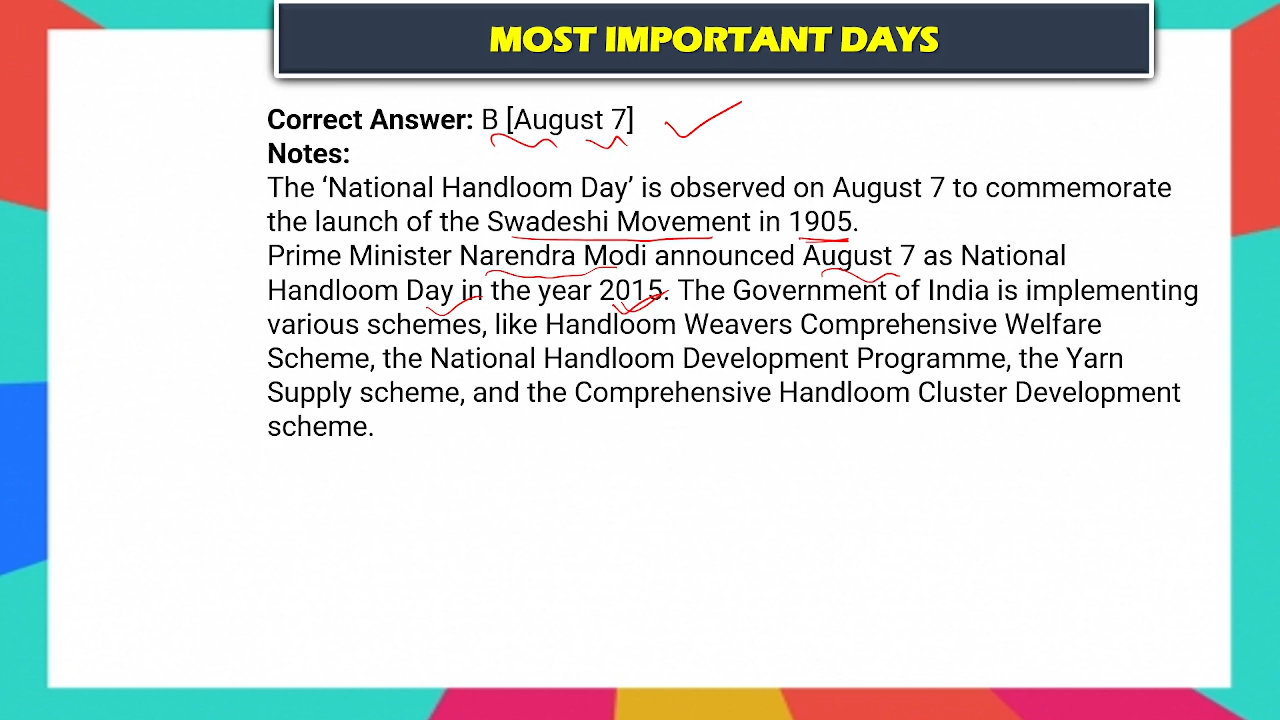 MOST IMPORTANT DAYS
Correct Answer: B [August 7]
Notes:
The ‘National Handloom Day’ is observed on August 7 to commemorate
the launch of the Swadeshi Movement in 1905.
Prime Minister Narendra Modi announced August 7 as National
Handloom Day in the year 2015. The Government of India is implementing
various schemes, like Handloom Weavers Comprehensive Welfare
Scheme, the National Handloom Development Programme, the Yarn
Supply scheme, and the Comprehensive Handloom Cluster Development
scheme.